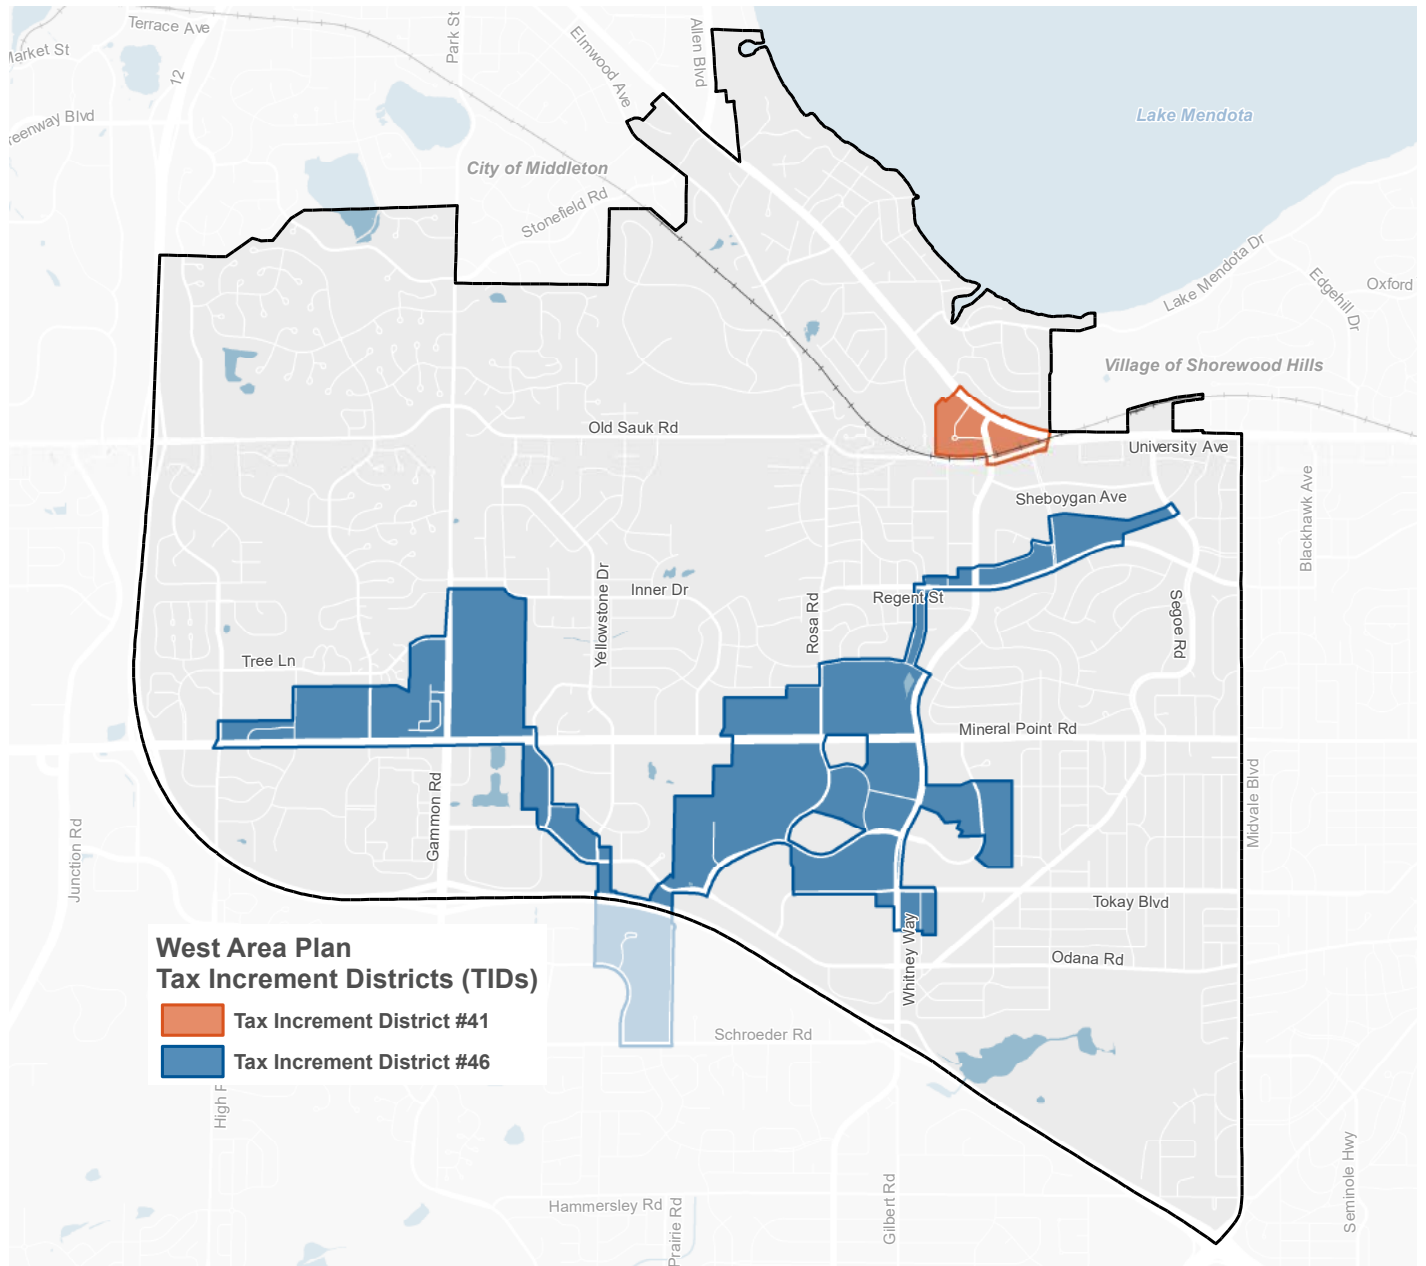 Terrace Ave
Market St
12
Park St
Elmwood Ave
Allen Blvd
Lake Mendota
reenway Blvd
City of Middleton
Stonefield Rd
Lake Mendota Dr
Edgehill Dr
Oxford
Village of Shorewood Hills
Old Sauk Rd
University Ave
Sheboygan Ave
Blackhawk Ave
Yellowstone Dr
Inner Dr
Rosa Rd
Regent St
Segoe Rd
Tree Ln
Mineral Point Rd
Gammon Rd
Midvale Blvd
Junction Rd
Tokay Blvd
Whitney Way
Odana Rd
West Area Plan
Tax Increment Districts (TIDs)
Tax Increment District #41
Tax Increment District #46
Schroeder Rd
High
Hammersley Rd
Prairie Rd
Gilbert Rd
Seminole Hwy